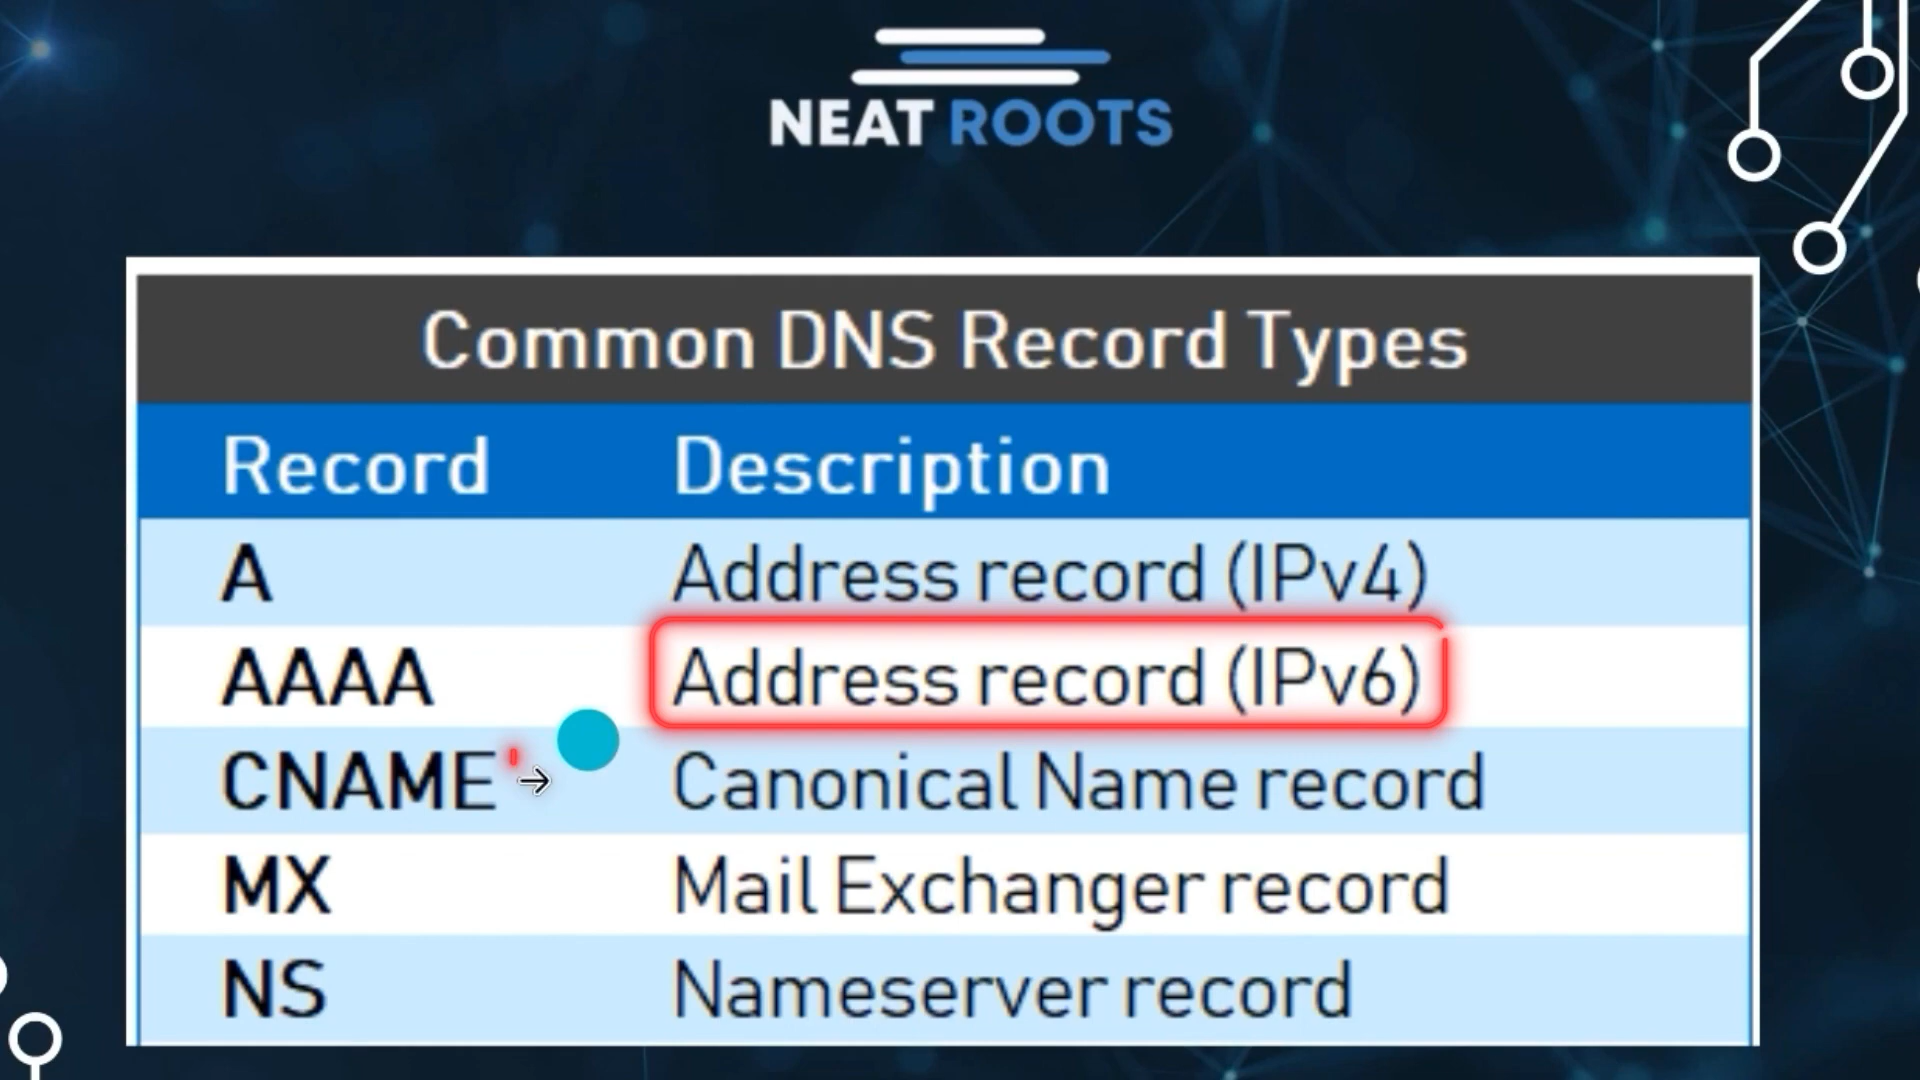 NEAT ROOTS
Common DNS Record Types
Record Description
A Address record (IPv4)
AAAA Address record (IPv6)
CNAME Canonical Name record
MX Mail Exchanger record
NS Nameserver record